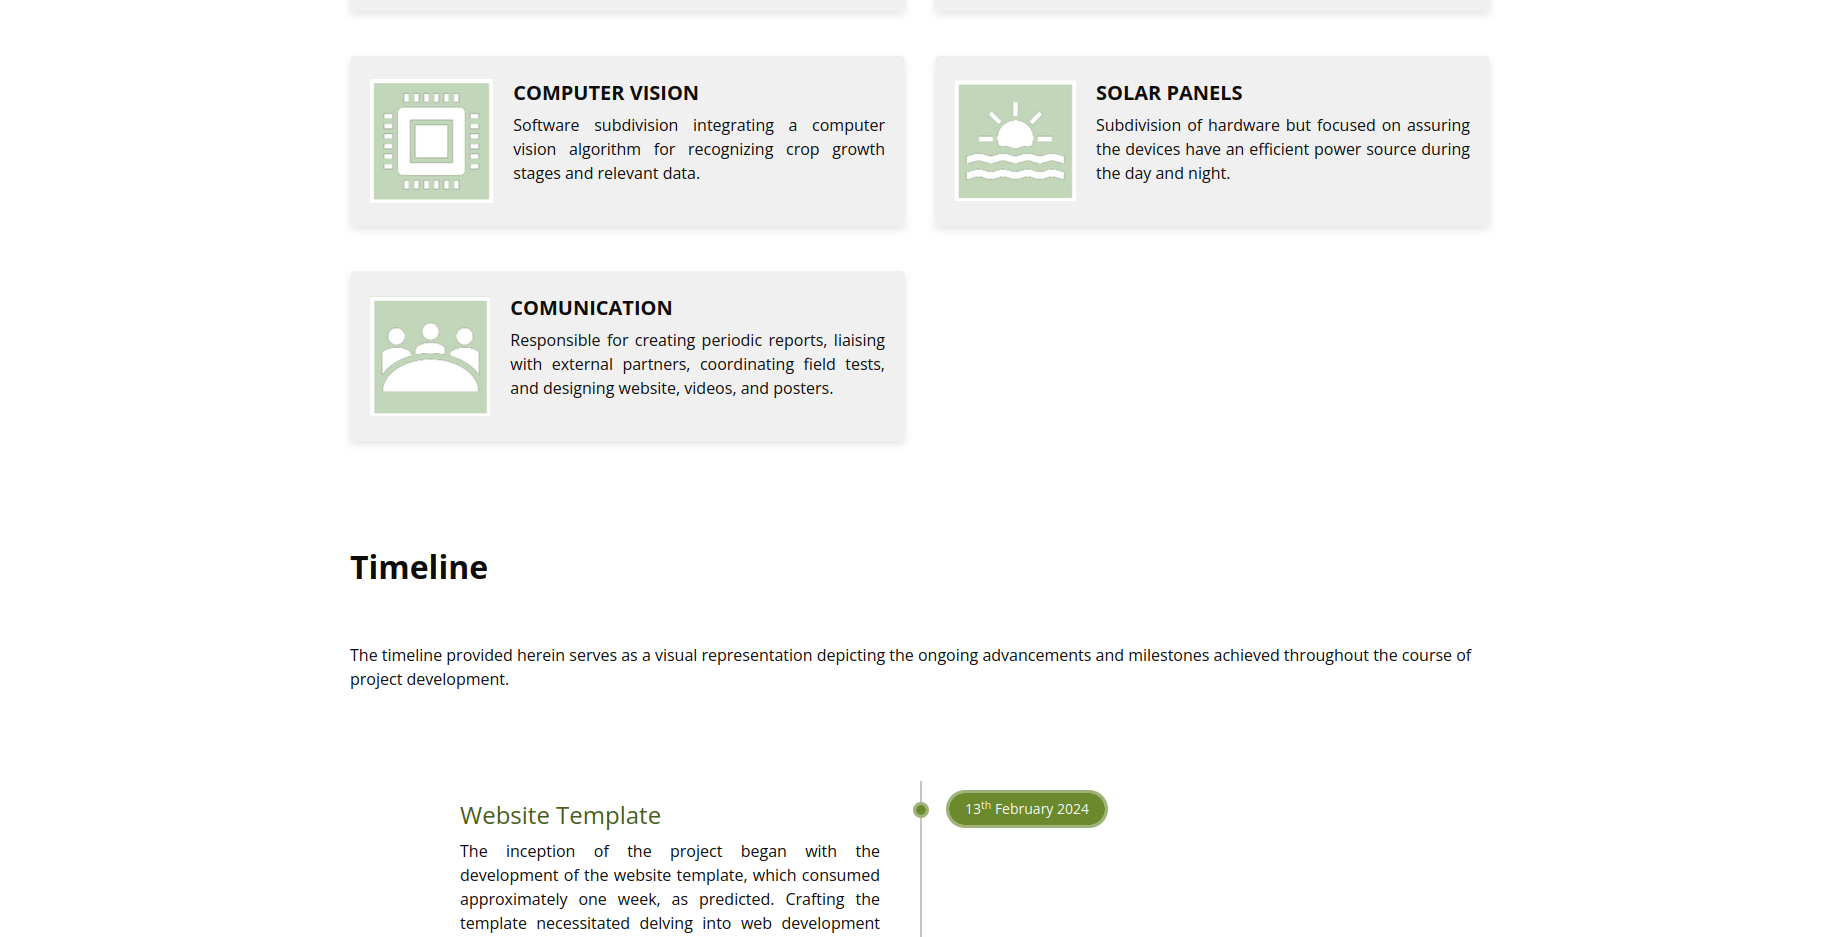 COMPUTER VISION
Software subdivision integrating a computer
vision algorithm for recognizing crop growth
stages and relevant data.
SOLAR PANELS
Subdivision of hardware but focused on assuring
the devices have an efficient power source during
the day and night.
COMUNICATION
Responsible for creating periodic reports, liaising
with external partners, coordinating field tests,
and designing website, videos, and posters.
Timeline
The timeline provided herein serves as a visual representation depicting the ongoing advancements and milestones achieved throughout the course of
project development.
Website Template
The inception of the project began with the
development of the website template, which consumed
approximately one week, as predicted. Crafting the
template necessitated delving into web development
13th February 2024